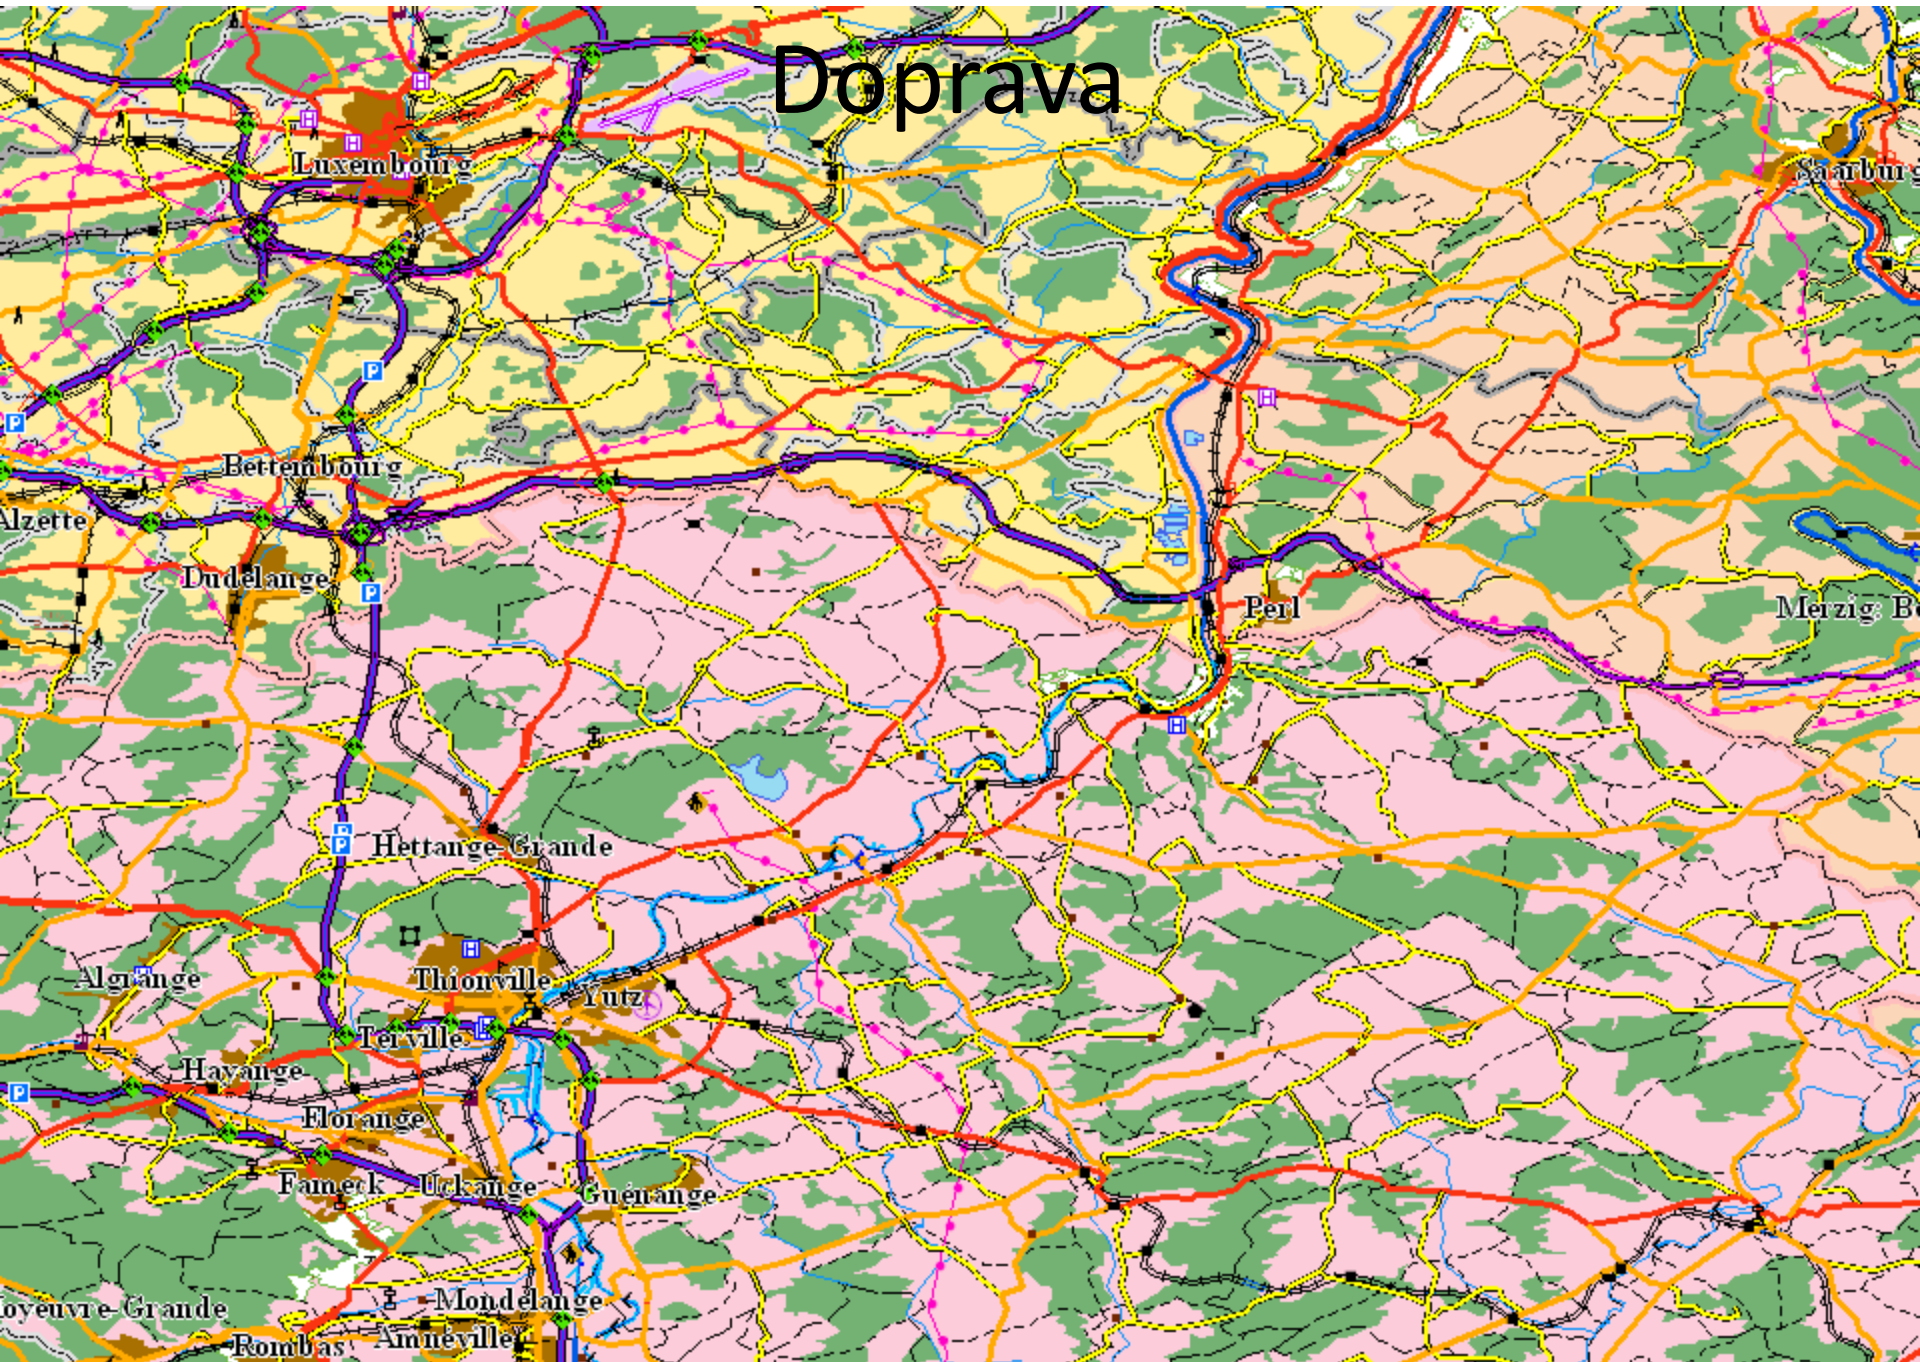 Doprava
Luxembourg
Saarburg
Bettembourg
Alzette
Dudelange
Perl
Merzig: Be
Hettange-Grande
Algrange
Thionville
Yutz
Terville
Hayange
Florange
Fameck
Uckange
Guénange
Moyeuvre-Grande
Mondelange
Rombas
Amnéville
P
P
P
P
P
P
H
H
H
H
H
H